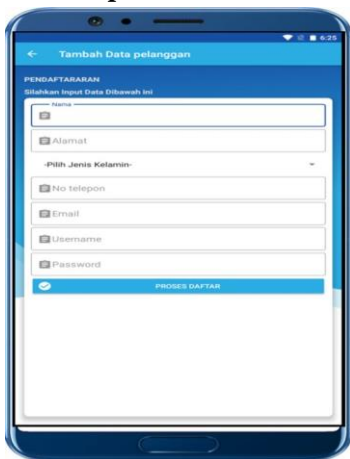 6:25
Tambah Data pelanggan
PENDAFTARARAN
Silahkan Input Data Dibawah Ini
Nama
Alamat
-Pilih Jenis Kelamin-
No telepon
Email
Username
Password
PROSES DAFTAR